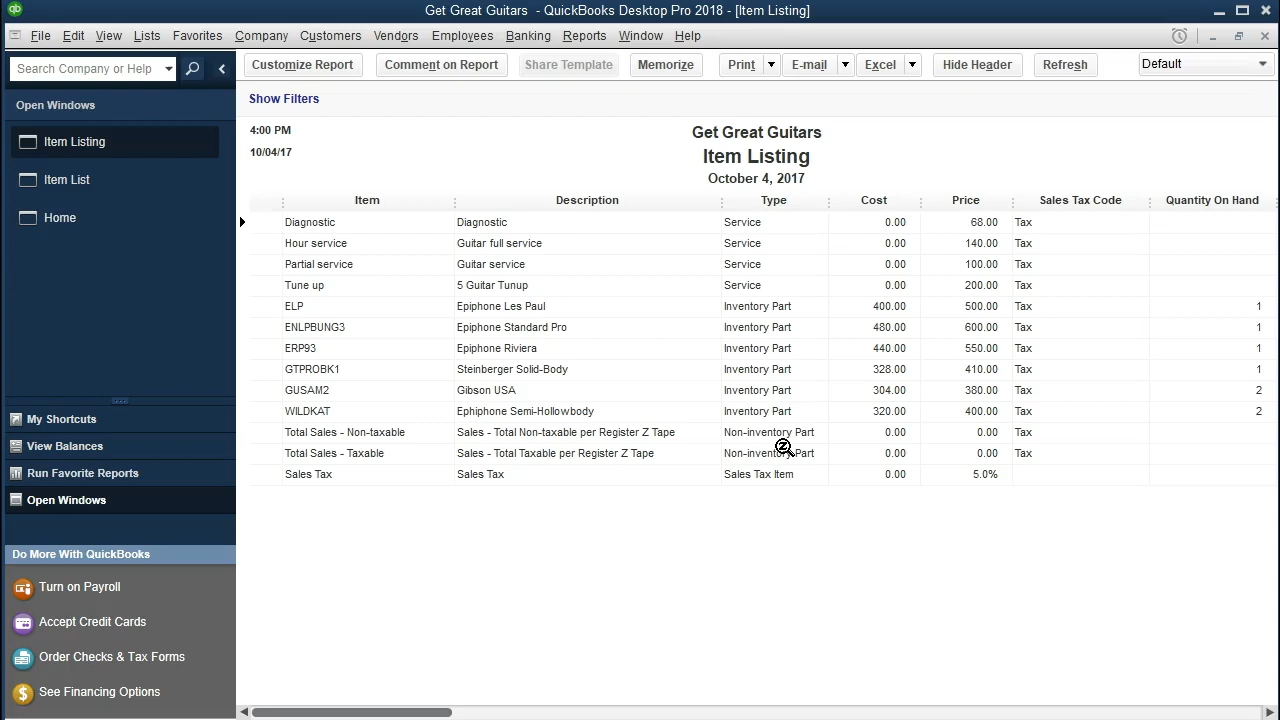 qb
Get Great Guitars - QuickBooks Desktop Pro 2018 - [Item Listing]
File Edit View Lists Favorites Company Customers Vendors Employees Banking Reports Window Help
Search Company or Help
Customize Report Comment on Report Share Template Memorize Print E-mail Excel Hide Header Refresh Default
Open Windows
Item Listing
Item List
Home
My Shortcuts
View Balances
Run Favorite Reports
Open Windows
Do More With QuickBooks
Turn on Payroll
Accept Credit Cards
Order Checks & Tax Forms
$ See Financing Options
Show Filters
4:00 PM
10/04/17
Get Great Guitars
Item Listing
October 4, 2017
Item Description Type Cost Price Sales Tax Code Quantity On Hand
Diagnostic Diagnostic Service 0.00 68.00 Tax
Hour service Guitar full service Service 0.00 140.00 Tax
Partial service Guitar service Service 0.00 100.00 Tax
Tune up 5 Guitar Tunup Service 0.00 200.00 Tax
ELP Epiphone Les Paul Inventory Part 400.00 500.00 Tax 1
ENLPBUNG3 Epiphone Standard Pro Inventory Part 480.00 600.00 Tax 1
ERP93 Epiphone Riviera Inventory Part 440.00 550.00 Tax 1
GTPROBK1 Steinberger Solid-Body Inventory Part 328.00 410.00 Tax 1
GUSAM2 Gibson USA Inventory Part 304.00 380.00 Tax 2
WILDKAT Ephiphone Semi-Hollowbody Inventory Part 320.00 400.00 Tax 2
Total Sales - Non-taxable Sales - Total Non-taxable per Register Z Tape Non-inventory Part 0.00 0.00 Tax
Total Sales - Taxable Sales - Total Taxable per Register Z Tape Non-inventory Part 0.00 0.00 Tax
Sales Tax Sales Tax Sales Tax Item 0.00 5.0%